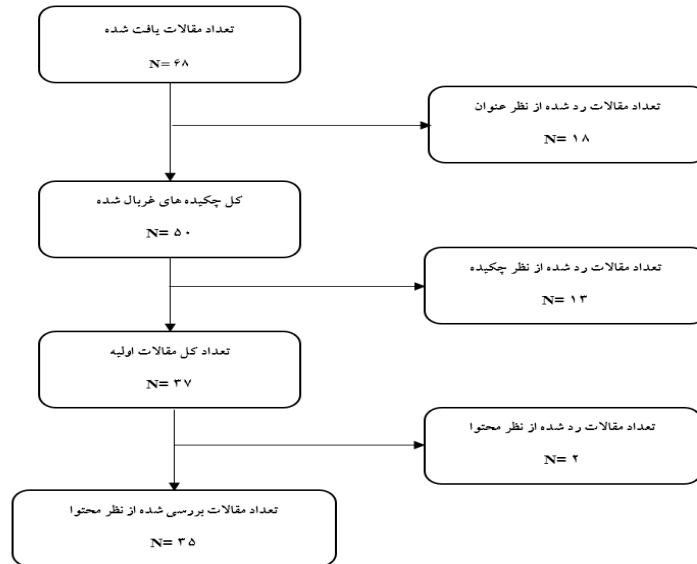 تعداد مقالات یافت شده
N= ۶۸
تعداد مقالات رد شده از نظر عنوان
N= ۱۸
کل چکیده های غربال شده
N= ۵۰
تعداد مقالات رد شده از نظر چکیده
N= ۱۳
تعداد کل مقالات اولیه
N= ۳۷
تعداد مقالات رد شده از نظر محتوا
N= ۲
تعداد مقالات بررسی شده از نظر محتوا
N= ۳۵